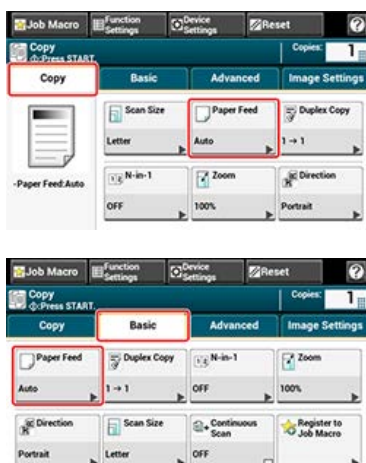 Job Macro Function Settings Device Settings Reset ?
Copy Copies: 1
Press START.
Copy Basic Advanced Image Settings
Scan Size Paper Feed Duplex Copy
Letter Auto 1 → 1
-Paper Feed:Auto
N-in-1 Zoom Direction
OFF 100% Portrait
Job Macro Function Settings Device Settings Reset ?
Copy Copies: 1
Press START.
Copy Basic Advanced Image Settings
Paper Feed Duplex Copy N-in-1 Zoom
Auto 1 → 1 OFF 100%
Direction Scan Size Continuous Scan Register to Job Macro
Portrait Letter OFF